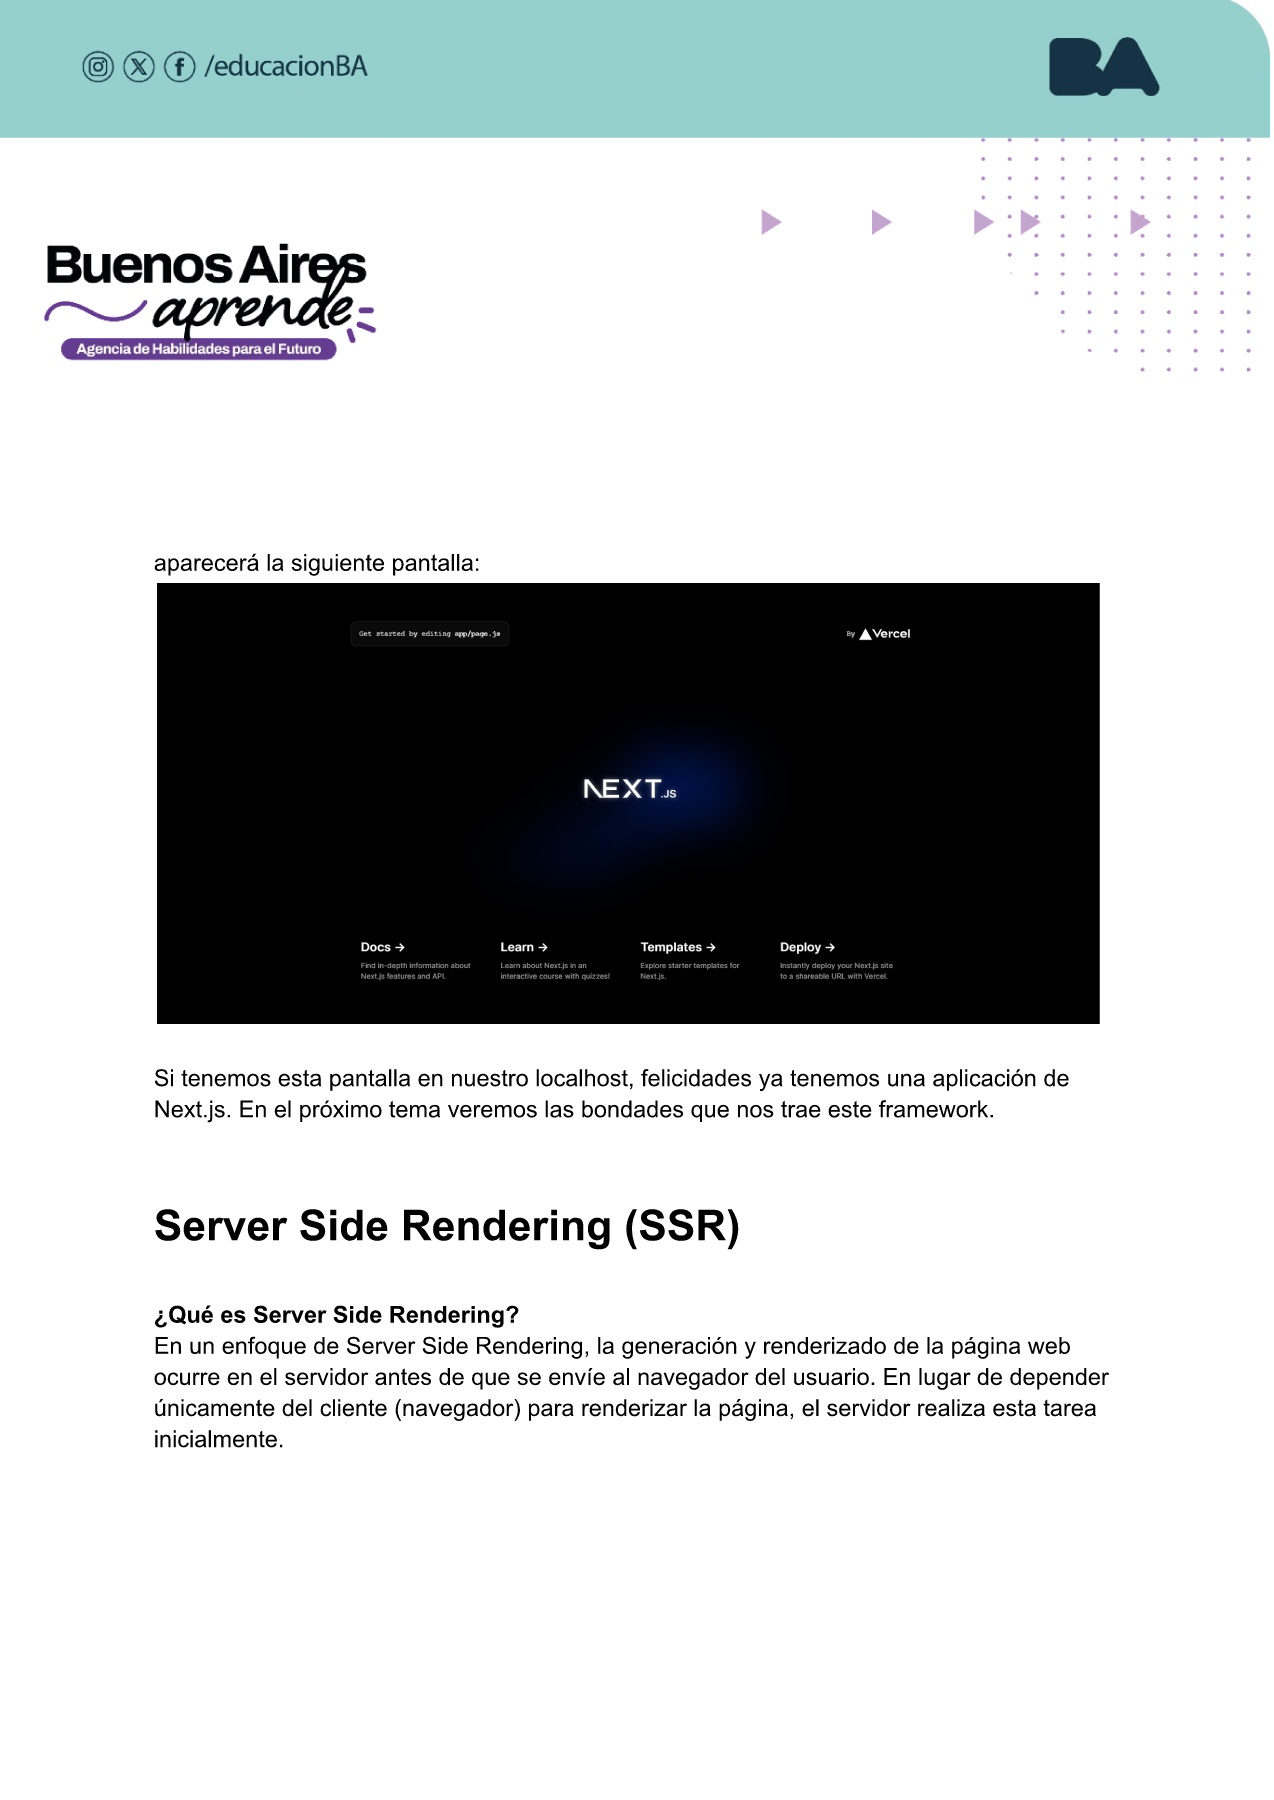 /educacionBA
BA
Buenos Aires
aprende
Agencia de Habilidades para el Futuro
aparecerá la siguiente pantalla:
Get started by editing app/page.js
By Vercel
NEXT.JS
Docs →
Find in-depth information about
Next.js features and API.
Learn →
Learn about Next.js in an
interactive course with quizzes!
Templates →
Explore starter templates for
Next.js.
Deploy →
Instantly deploy your Next.js site
to a shareable URL with Vercel.
Si tenemos esta pantalla en nuestro localhost, felicidades ya tenemos una aplicación de
Next.js. En el próximo tema veremos las bondades que nos trae este framework.
Server Side Rendering (SSR)
¿Qué es Server Side Rendering?
En un enfoque de Server Side Rendering, la generación y renderizado de la página web
ocurre en el servidor antes de que se envíe al navegador del usuario. En lugar de depender
únicamente del cliente (navegador) para renderizar la página, el servidor realiza esta tarea
inicialmente.